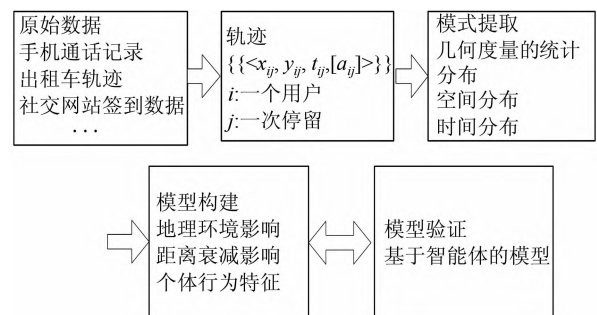 原始数据
手机通话记录
出租车轨迹
社交网站签到数据
···
轨迹
{{<x_ij, y_ij, t_ij,[a_ij]>}}
i:一个用户
j:一次停留
模式提取
几何度量的统计
分布
空间分布
时间分布
模型构建
地理环境影响
距离衰减影响
个体行为特征
模型验证
基于智能体的模型